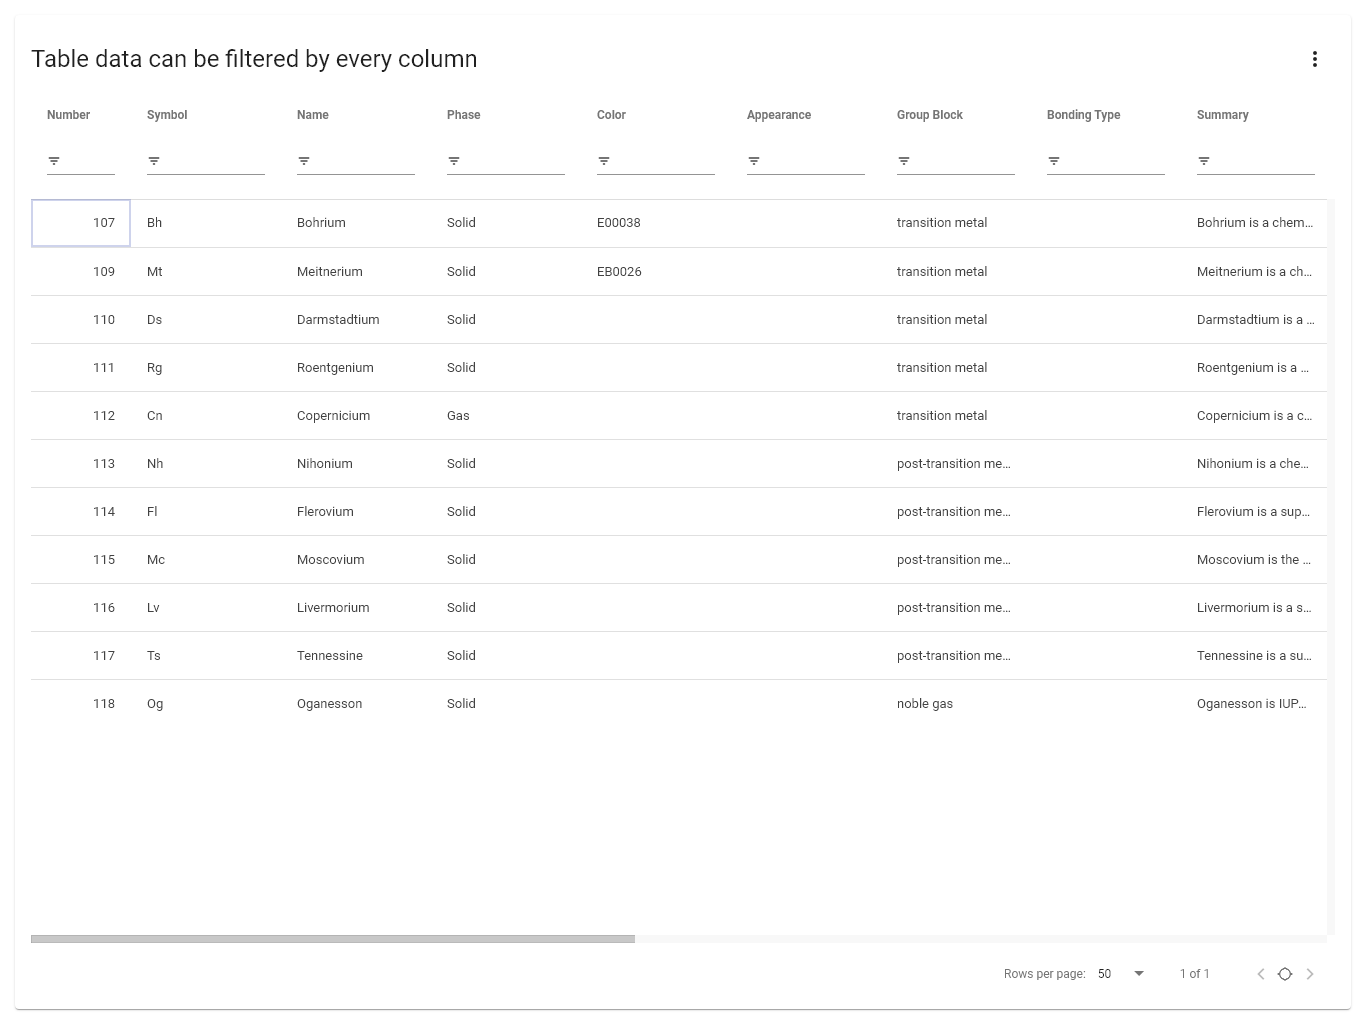 Table data can be filtered by every column
Number Symbol Name Phase Color Appearance Group Block Bonding Type Summary
107 Bh Bohrium Solid E00038 transition metal Bohrium is a chem...
109 Mt Meitnerium Solid EB0026 transition metal Meitnerium is a ch...
110 Ds Darmstadtium Solid transition metal Darmstadtium is a ...
111 Rg Roentgenium Solid transition metal Roentgenium is a ...
112 Cn Copernicium Gas transition metal Copernicium is a c...
113 Nh Nihonium Solid post-transition me... Nihonium is a che...
114 Fl Flerovium Solid post-transition me... Flerovium is a sup...
115 Mc Moscovium Solid post-transition me... Moscovium is the ...
116 Lv Livermorium Solid post-transition me... Livermorium is a s...
117 Ts Tennessine Solid post-transition me... Tennessine is a su...
118 Og Oganesson Solid noble gas Oganesson is IUP...
Rows per page: 50 1 of 1